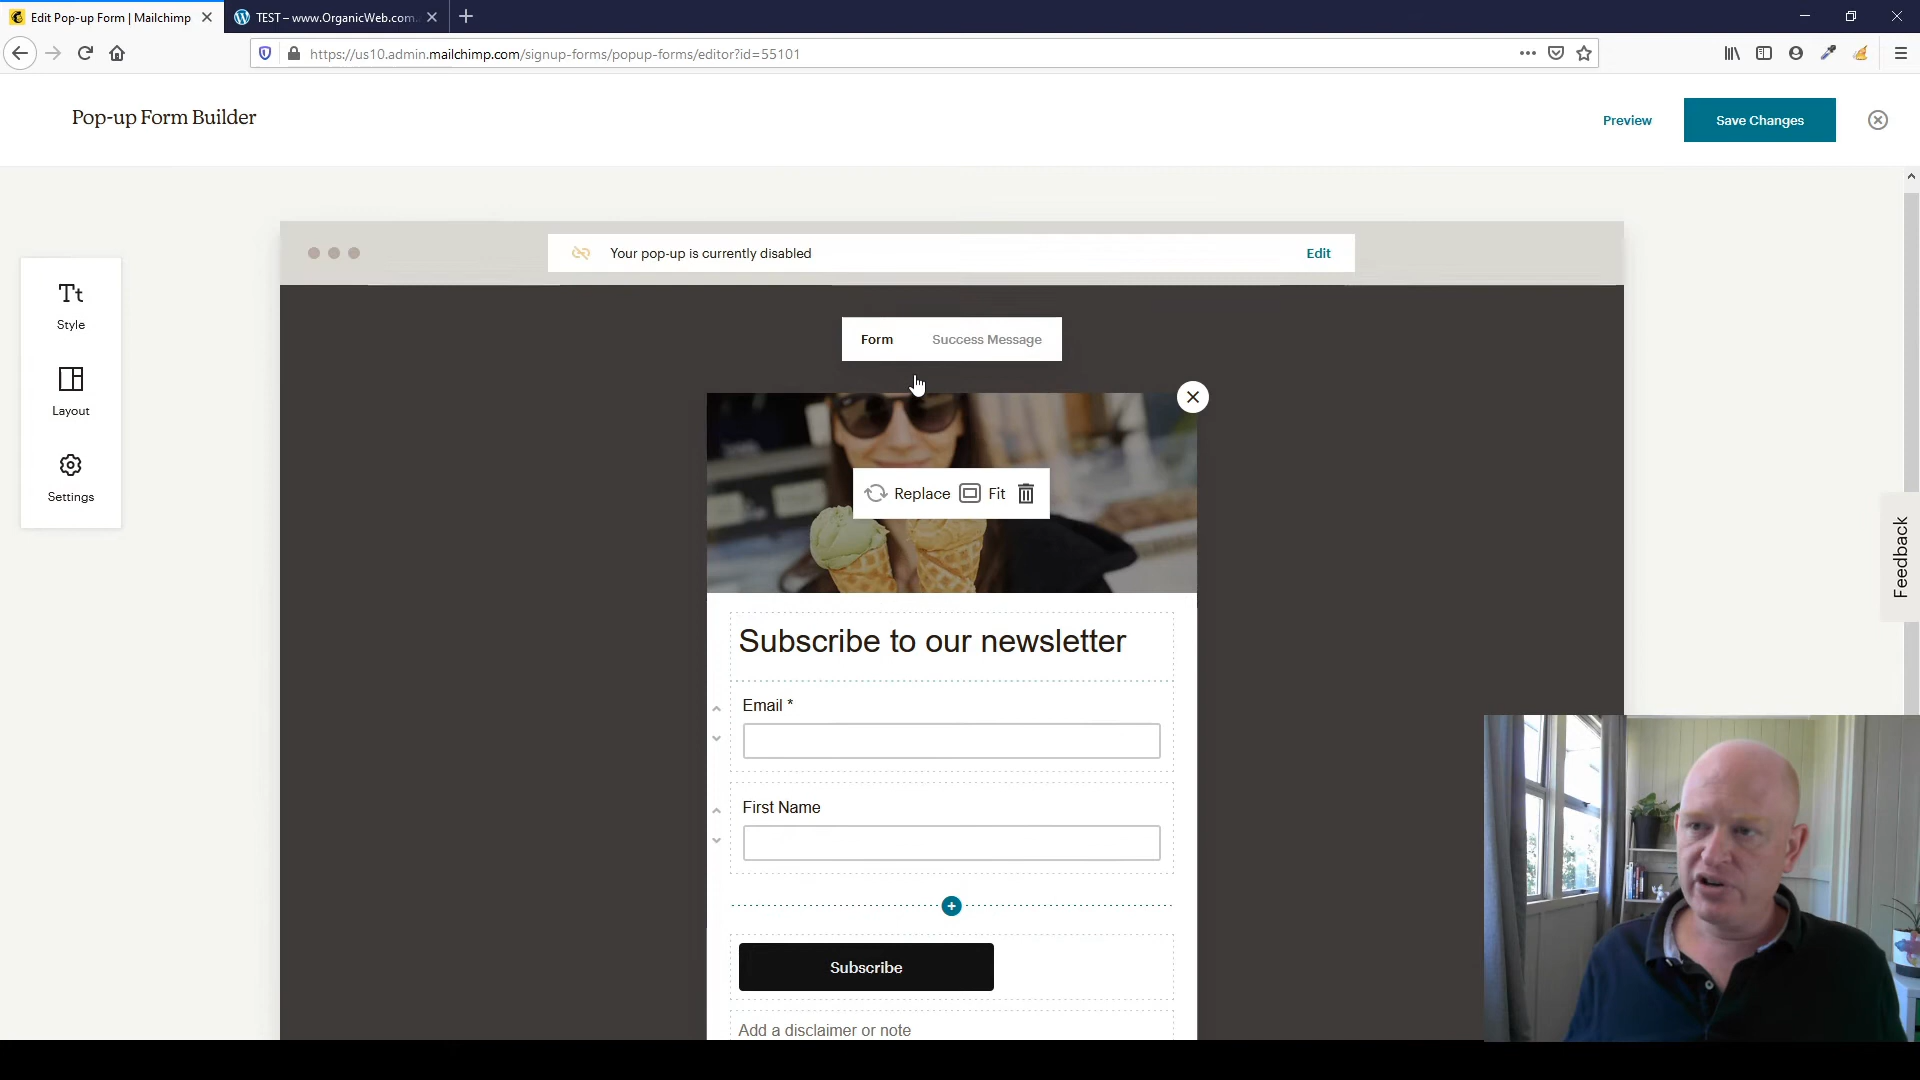 Edit Pop-up Form | Mailchimp
TEST – www.OrganicWeb.com.
https://us10.admin.mailchimp.com/signup-forms/popup-forms/editor?id=55101
Pop-up Form Builder
Preview
Save Changes
Your pop-up is currently disabled
Edit
Tt
Style
Layout
Settings
Form
Success Message
Replace
Fit
Feedback
Subscribe to our newsletter
Email *
First Name
Subscribe
Add a disclaimer or note